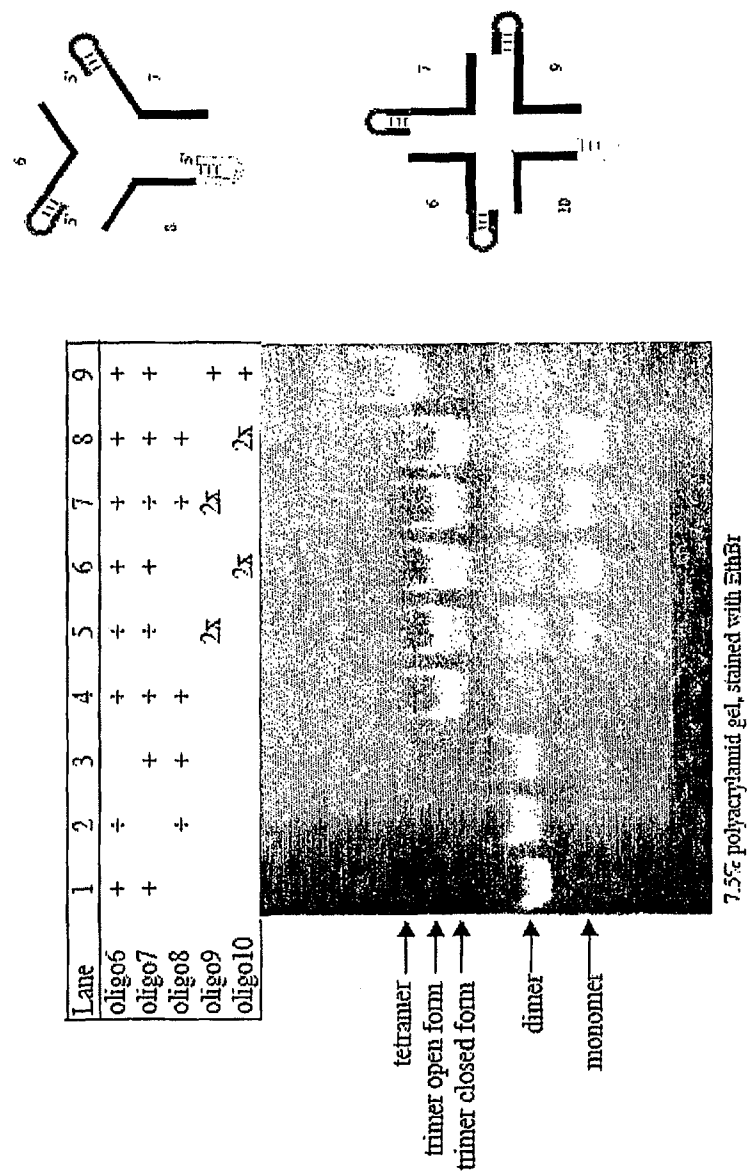 Lane 1 2 3 4 5 6 7 8 9
oligo6 + ÷ + ÷ + ÷ + +
oligo7 + + + ÷ + ÷ + +
oligo8 ÷ + + + +
oligo9 2x 2x +
oligo10 2x 2x +
tetramer
trimer open form
trimer closed form
dimer
monomer
7.5% polyacrylamid gel, stained with EthBr
6
5'
7
5'
8
5'
6
7
9
10